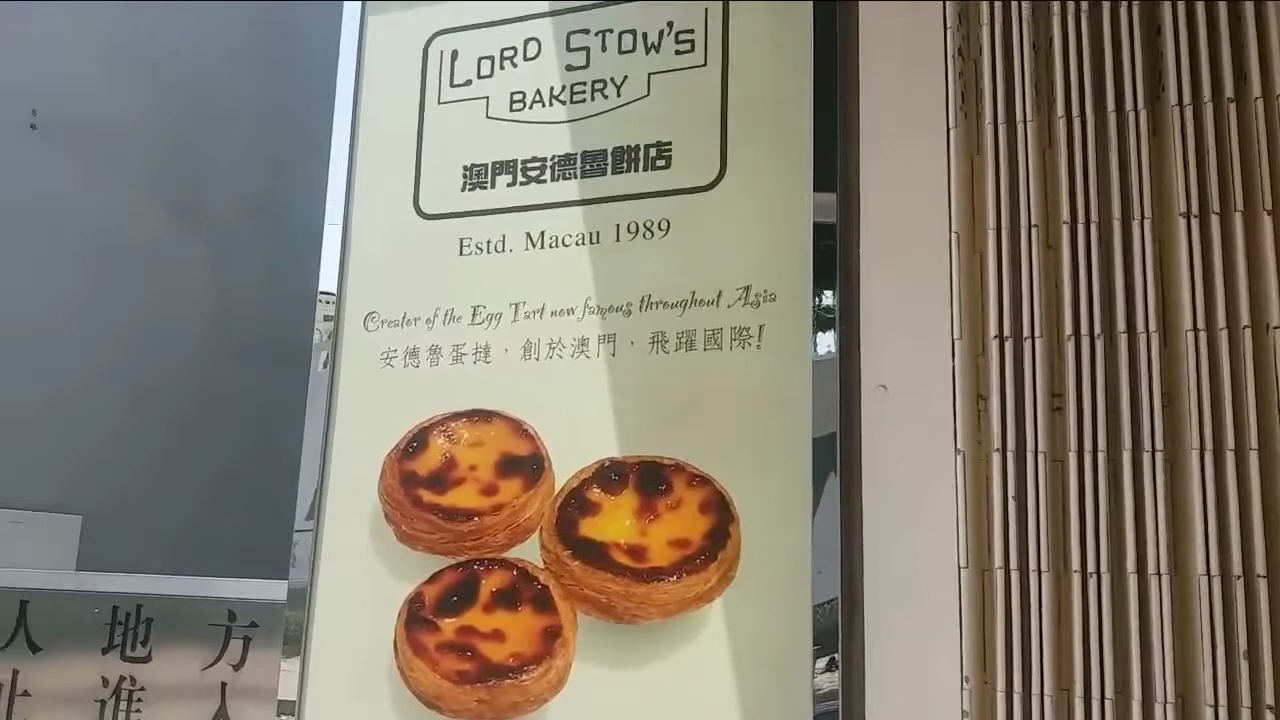 LORD STOW'S
BAKERY
澳門安德魯餅店
Estd. Macau 1989
Creator of the Egg Tart now famous throughout Asia
安德魯蛋撻，創於澳門，飛躍國際!
人 地 方
進 人